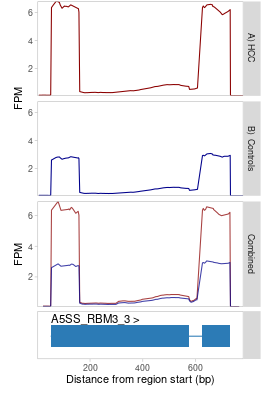 6
4
2
A) HCC
FPM
6
4
2
B) Controls
6
4
2
FPM
Combined
A5SS_RBM3_3 >
200 400 600
Distance from region start (bp)